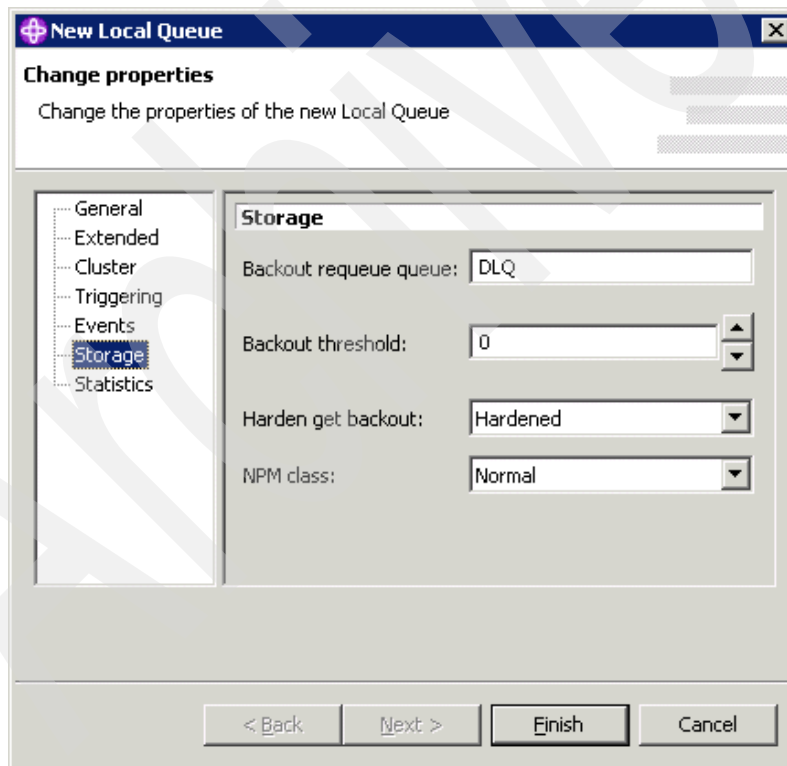 New Local Queue
Change properties
Change the properties of the new Local Queue
General
Extended
Cluster
Triggering
Events
Storage
Statistics
Storage
Backout requeue queue: DLQ
Backout threshold: 0
Harden get backout: Hardened
NPM class: Normal
< Back Next > Finish Cancel